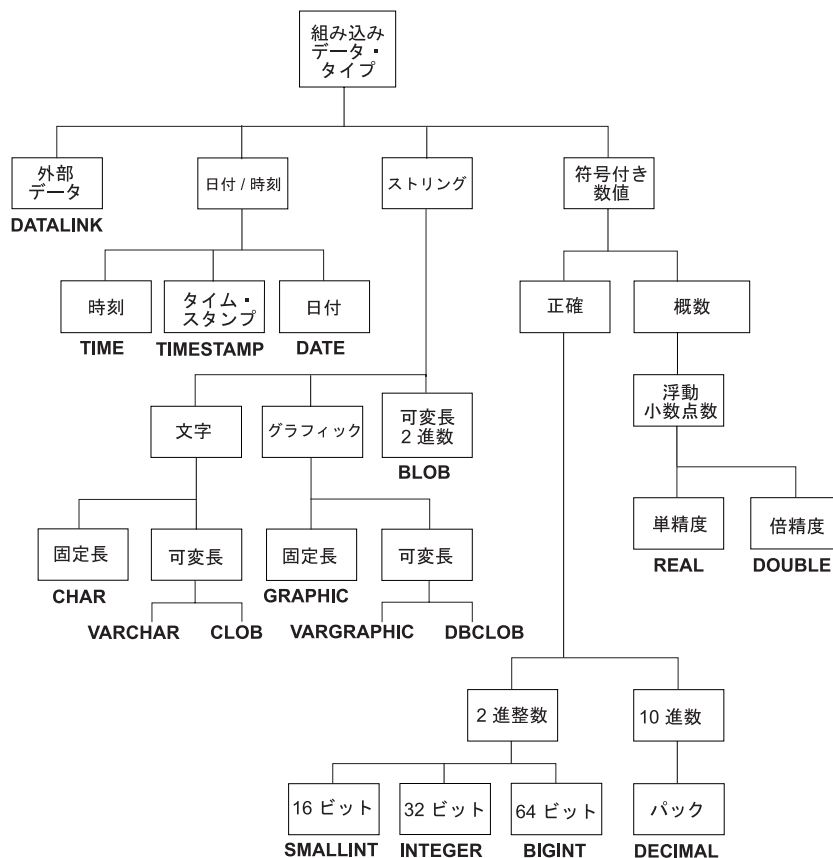 組み込み
データ・
タイプ
外部
データ
日付 / 時刻
ストリング
符号付き
数値
DATALINK
時刻
タイム・
スタンプ
日付
正確
概数
TIME
TIMESTAMP
DATE
文字
グラフィック
可変長
2 進数
浮動
小数点数
BLOB
固定長
可変長
固定長
可変長
単精度
倍精度
CHAR
GRAPHIC
REAL
DOUBLE
VARCHAR
CLOB
VARGRAPHIC
DBCLOB
2 進整数
10 進数
16 ビット
32 ビット
64 ビット
パック
SMALLINT
INTEGER
BIGINT
DECIMAL